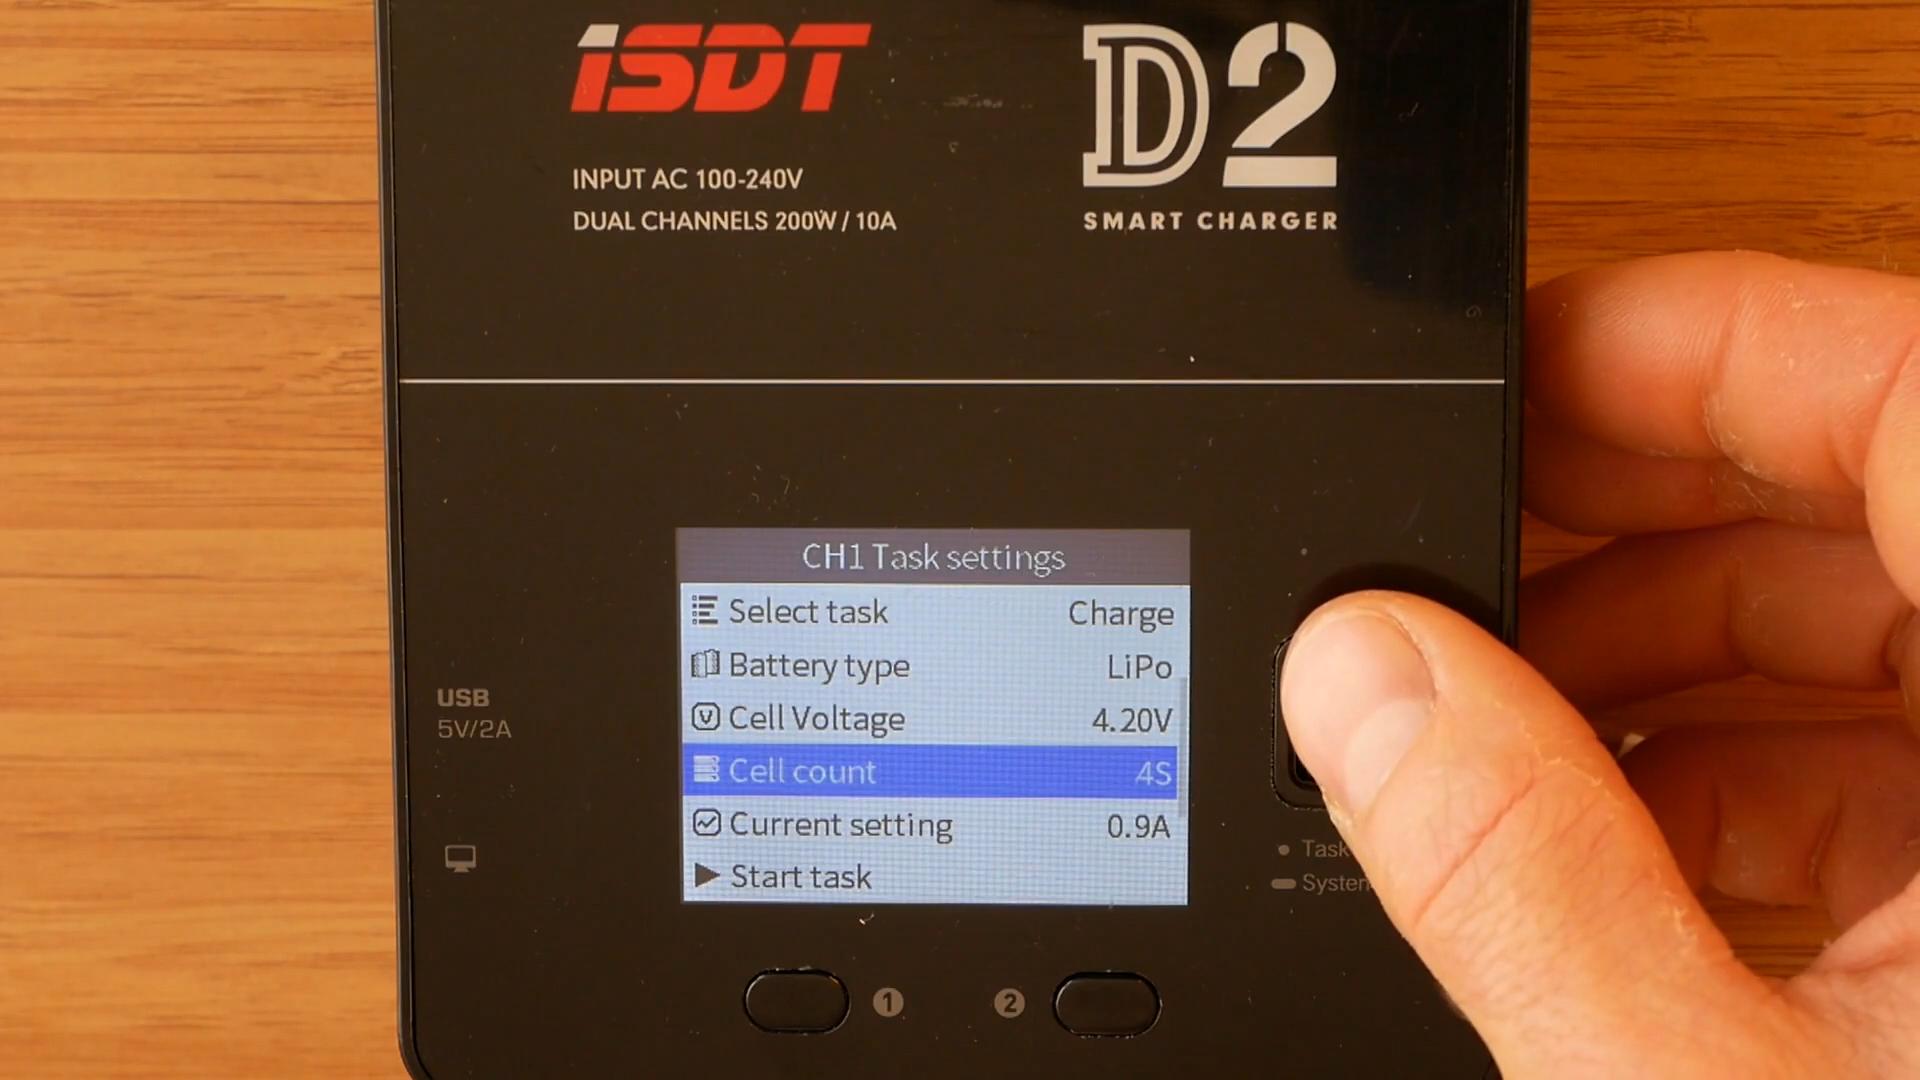 iSDT
D2
INPUT AC 100-240V
DUAL CHANNELS 200W / 10A
SMART CHARGER
CH1 Task settings
Select task Charge
Battery type LiPo
Cell Voltage 4.20V
Cell count 4S
Current setting 0.9A
Start task
USB
5V/2A
Task
System
1 2